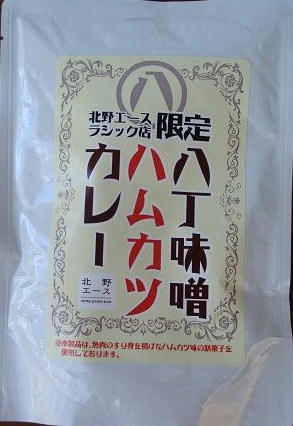 八
北野エース
ラシック店
限定
八丁味噌
ハムカツ
カレー
北野
エース
※本製品は、魚肉のすり身を揚げたハムカツ味の駄菓子を
使用しております。